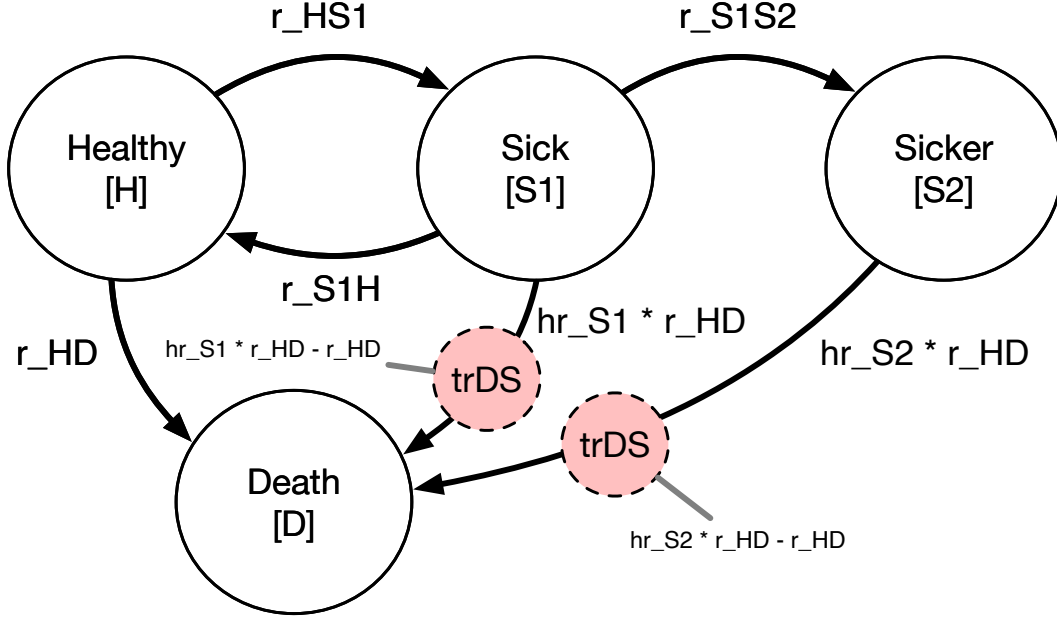 r_HS1
r_S1S2
Healthy
[H]
Sick
[S1]
Sicker
[S2]
r_S1H
r_HD
hr_S1 * r_HD - r_HD
hr_S1 * r_HD
hr_S2 * r_HD
trDS
trDS
Death
[D]
hr_S2 * r_HD - r_HD